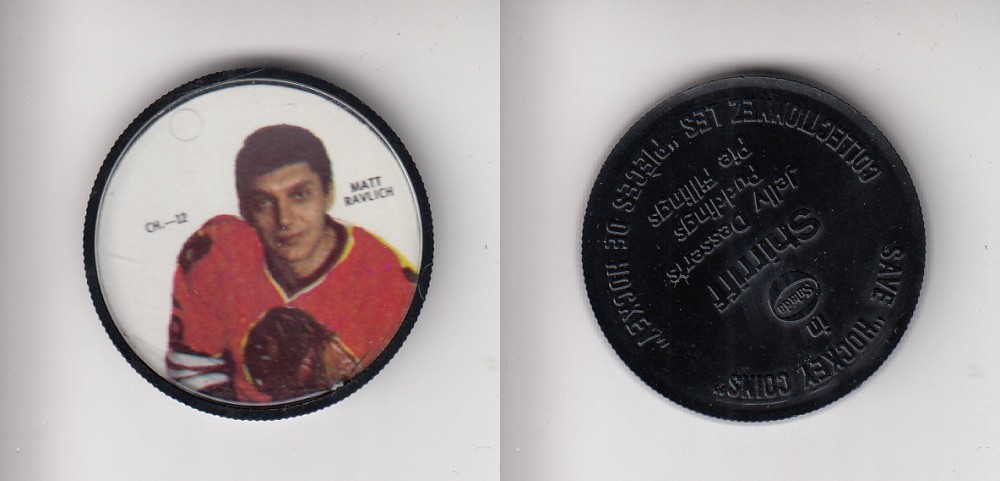 MATT
RAVLICH
CH.—12
SAVE "HOCKEY COINS"
in
Salada
Shirriff
Jelly Desserts
Puddings
Pie Fillings
COLLECTIONNEZ LES "PIÈCES DE HOCKEY"